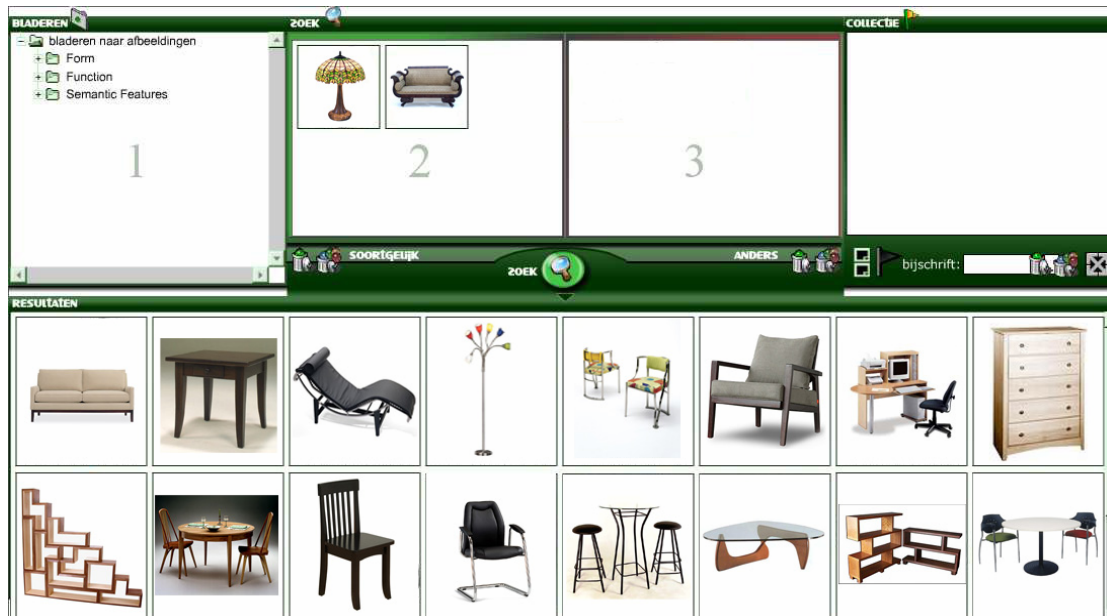 BLADEREN
ZOEK
COLLECTIE
bladeren naar afbeeldingen
Form
Function
Semantic Features
1
2
3
SOORTGELIJK
ZOEK
ANDERS
bijschrift:
RESULTATEN